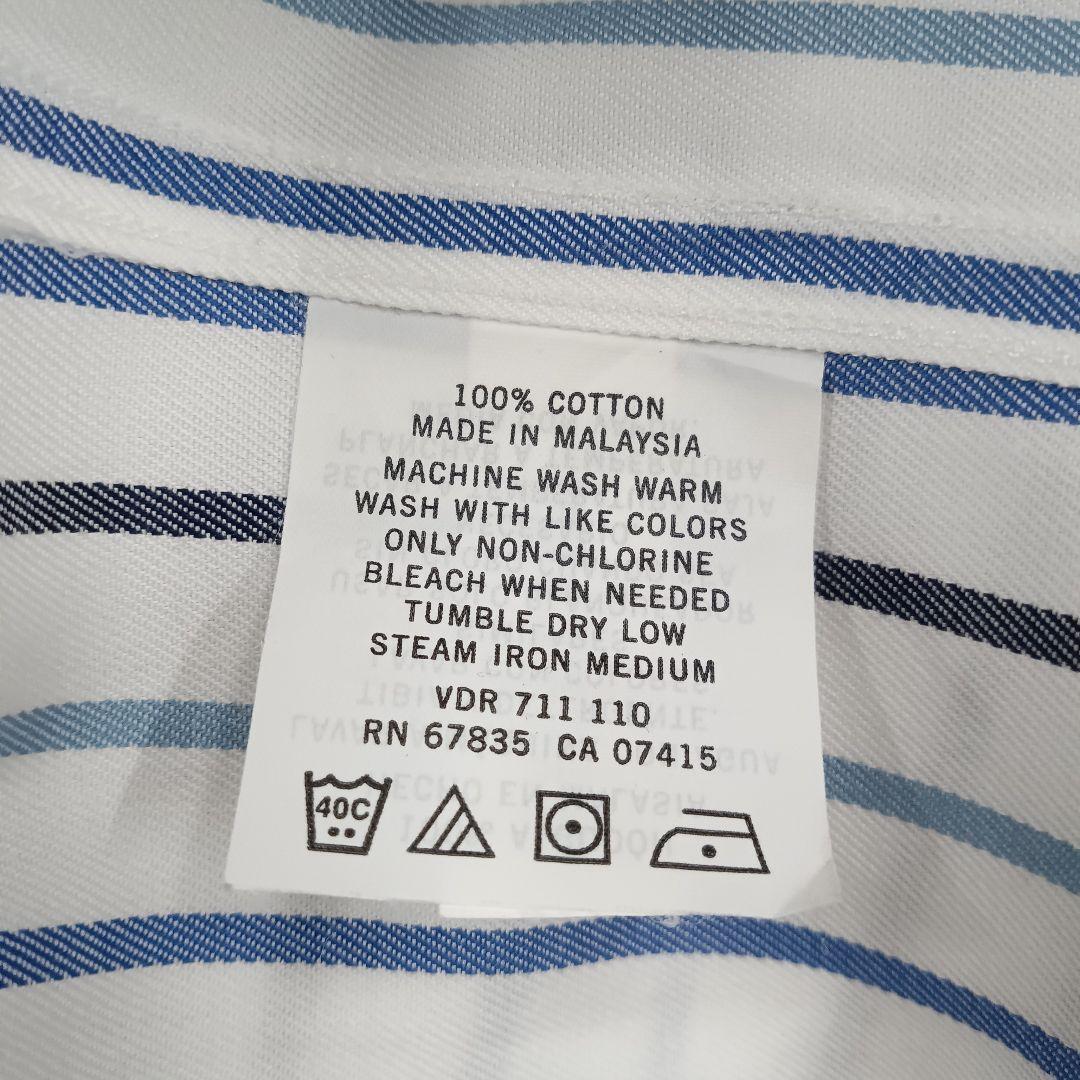 100% COTTON
MADE IN MALAYSIA
MACHINE WASH WARM
WASH WITH LIKE COLORS
ONLY NON-CHLORINE
BLEACH WHEN NEEDED
TUMBLE DRY LOW
STEAM IRON MEDIUM
VDR 711 110
RN 67835 CA 07415
40C